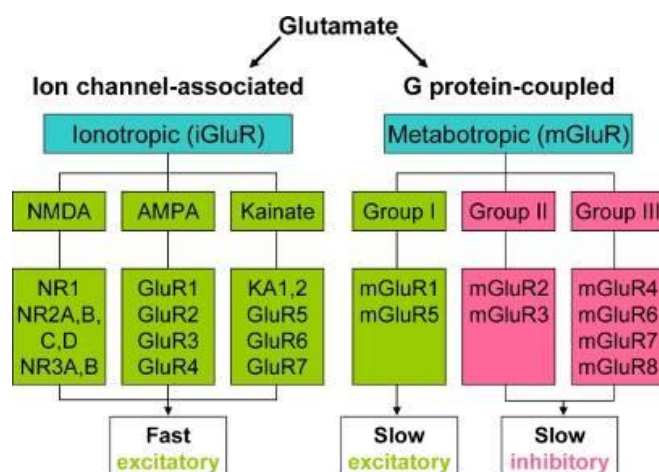 Glutamate
Ion channel-associated
G protein-coupled
Ionotropic (iGluR)
Metabotropic (mGluR)
NMDA
AMPA
Kainate
Group I
Group II
Group III
NR1
NR2A,B,
C,D
NR3A,B
GluR1
GluR2
GluR3
GluR4
KA1,2
GluR5
GluR6
GluR7
mGluR1
mGluR5
mGluR2
mGluR3
mGluR4
mGluR6
mGluR7
mGluR8
Fast
excitatory
Slow
excitatory
Slow
inhibitory